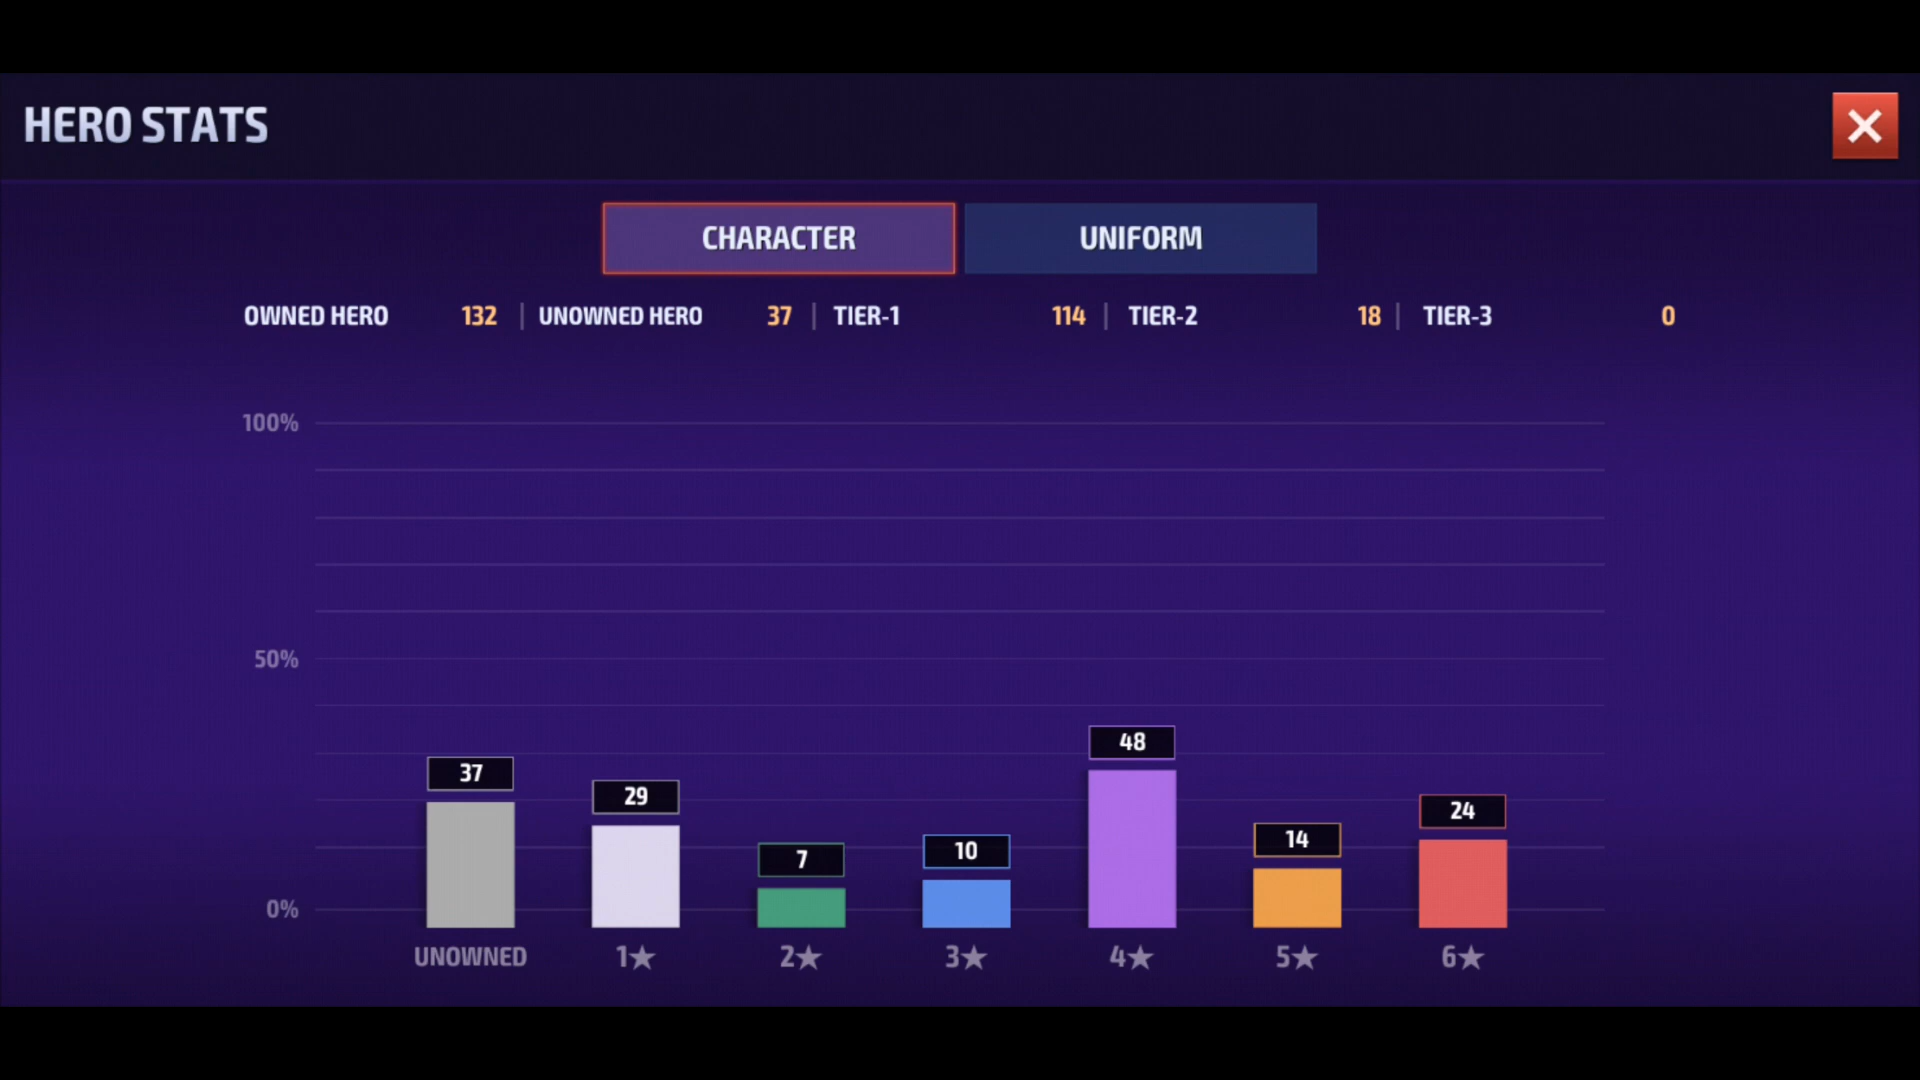 HERO STATS
CHARACTER
UNIFORM
OWNED HERO 132 | UNOWNED HERO 37 | TIER-1 114 | TIER-2 18 | TIER-3 0
100%
50%
0%
37
29
7
10
48
14
24
UNOWNED 1★ 2★ 3★ 4★ 5★ 6★